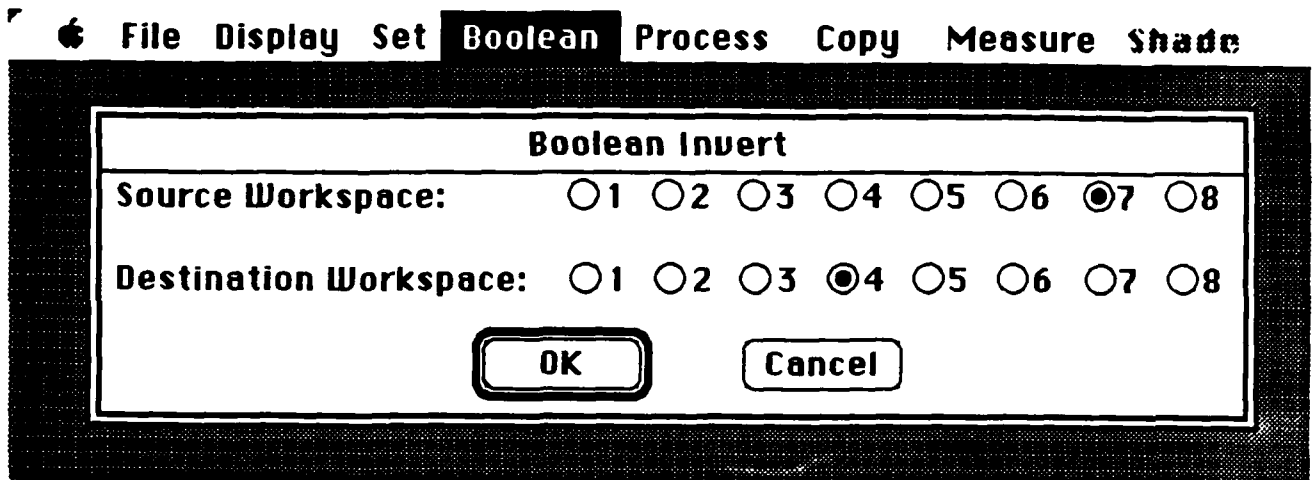 File Display Set Boolean Process Copy Measure Shade
Boolean Invert
Source Workspace: 1 2 3 4 5 6 7 8
Destination Workspace: 1 2 3 4 5 6 7 8
OK Cancel